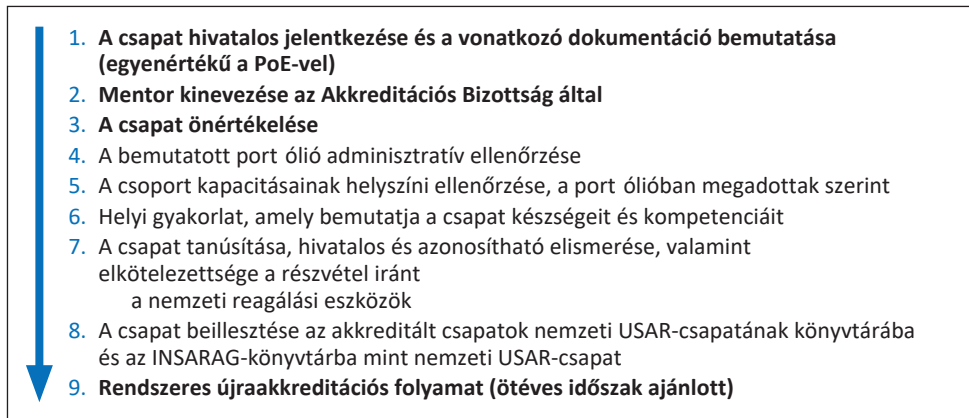 1. A csapat hivatalos jelentkezése és a vonatkozó dokumentáció bemutatása
(egyenértékű a PoE-vel)
2. Mentor kinevezése az Akkreditációs Bizottság által
3. A csapat önértékelése
4. A bemutatott port ólió adminisztratív ellenőrzése
5. A csoport kapacitásainak helyszíni ellenőrzése, a port ólióban megadottak szerint
6. Helyi gyakorlat, amely bemutatja a csapat készségeit és kompetenciáit
7. A csapat tanúsítása, hivatalos és azonosítható elismerése, valamint
elkötelezettsége a részvétel iránt
a nemzeti reagálási eszközök
8. A csapat beillesztése az akkreditált csapatok nemzeti USAR-csapatának könyvtárába
és az INSARAG-könyvtárba mint nemzeti USAR-csapat
9. Rendszeres újraakkreditációs folyamat (ötéves időszak ajánlott)